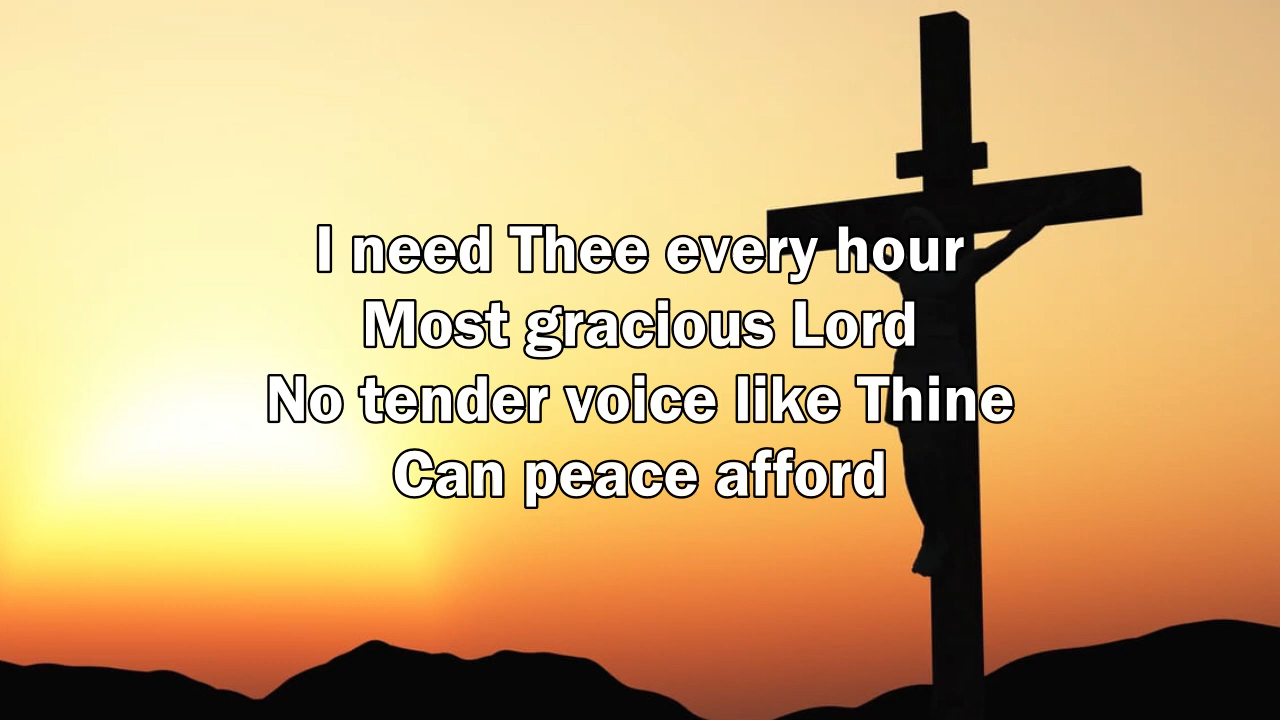 I need Thee every hour
Most gracious Lord
No tender voice like Thine
Can peace afford